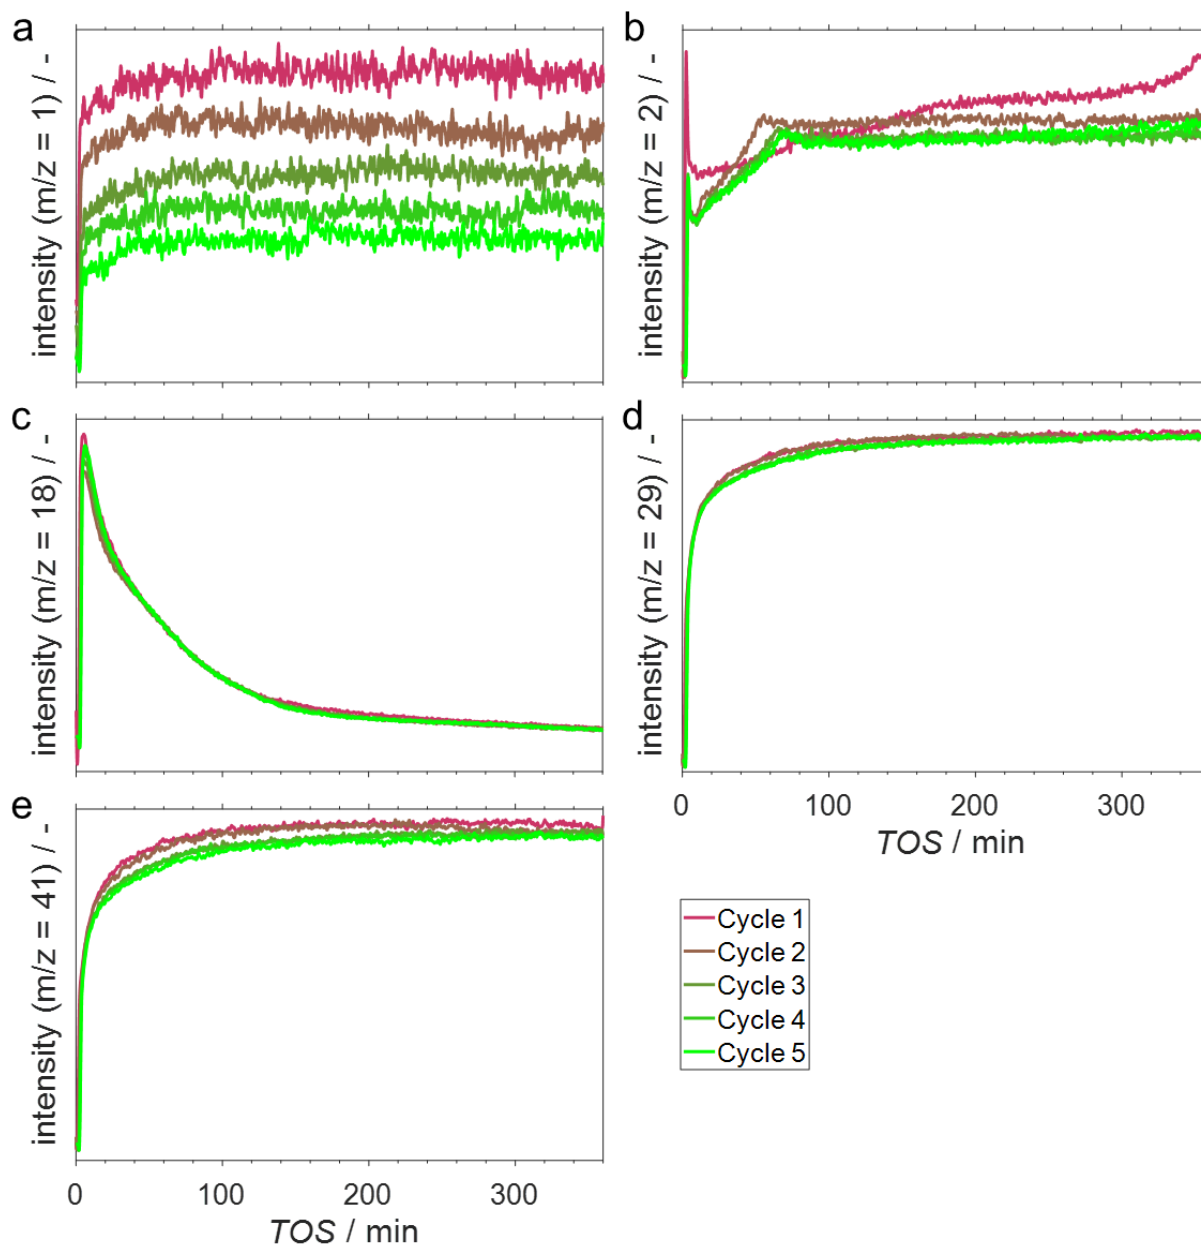 a
intensity (m/z = 1) / -
b
intensity (m/z = 2) / -
c
intensity (m/z = 18) / -
d
intensity (m/z = 29) / -
0 100 200 300
TOS / min
e
intensity (m/z = 41) / -
0 100 200 300
TOS / min
Cycle 1
Cycle 2
Cycle 3
Cycle 4
Cycle 5